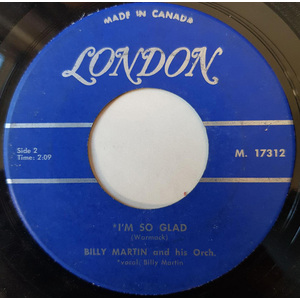 MADE IN CANADA
LONDON
Side 2
Time: 2:09
M. 17312
*I'M SO GLAD
(Warnock)
BILLY MARTIN and his Orch.
*vocal; Billy Martin